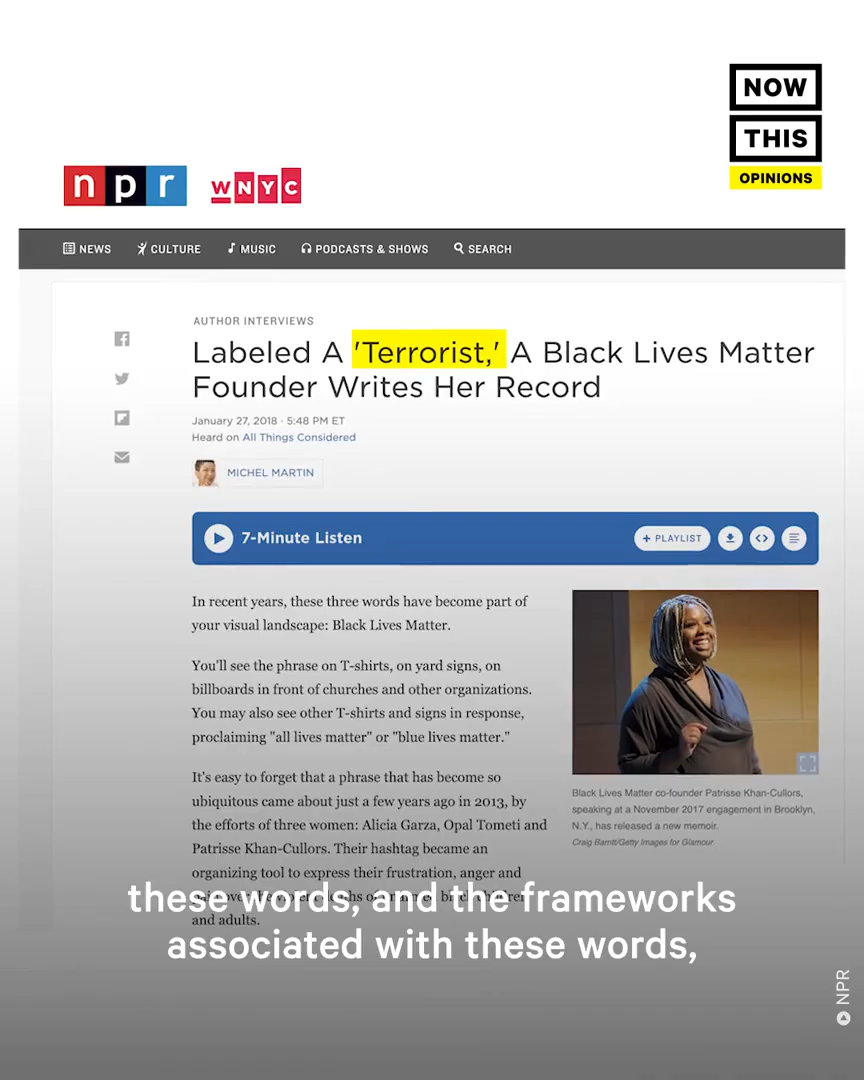 NOW
THIS
OPINIONS
npr WNYC
NEWS CULTURE MUSIC PODCASTS & SHOWS SEARCH
AUTHOR INTERVIEWS
Labeled A 'Terrorist,' A Black Lives Matter
Founder Writes Her Record
January 27, 2018 · 5:48 PM ET
Heard on All Things Considered
MICHEL MARTIN
7-Minute Listen
+ PLAYLIST
In recent years, these three words have become part of
your visual landscape: Black Lives Matter.
You'll see the phrase on T-shirts, on yard signs, on
billboards in front of churches and other organizations.
You may also see other T-shirts and signs in response,
proclaiming "all lives matter" or "blue lives matter."
It's easy to forget that a phrase that has become so
ubiquitous came about just a few years ago in 2013, by
the efforts of three women: Alicia Garza, Opal Tometi and
Patrisse Khan-Cullors. Their hashtag became an
organizing tool to express their frustration, anger and
and adults.
Black Lives Matter co-founder Patrisse Khan-Cullors,
speaking at a November 2017 engagement in Brooklyn,
N.Y., has released a new memoir.
Craig Barritt/Getty Images for Glamour
these words, and the frameworks
associated with these words,
NPR